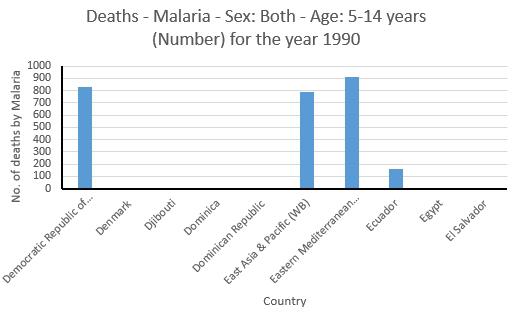 Deaths - Malaria - Sex: Both - Age: 5-14 years
(Number) for the year 1990
No. of deaths by Malaria
1000
900
800
700
600
500
400
300
200
100
0
Democratic Republic of...
Denmark
Djibouti
Dominica
Dominican Republic
East Asia & Pacific (WB)
Eastern Mediterranean...
Ecuador
Egypt
El Salvador
Country